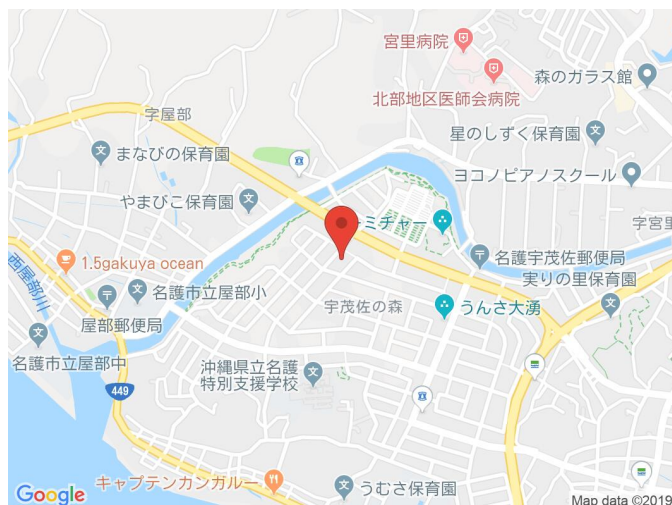 宮里病院
北部地区医師会病院
森のガラス館
字屋部
まなびの保育園
星のしずく保育園
やまびこ保育園
ヨコノピアノスクール
ミチャー
字宮里
1.5gakuya ocean
名護宇茂佐郵便局
西屋部川
名護市立屋部小
実りの里保育園
宇茂佐の森
うんさ大湧
屋部郵便局
名護市立屋部中
沖縄県立名護
特別支援学校
449
キャプテンカンガルー
うむさ保育園
Google
Map data ©2019